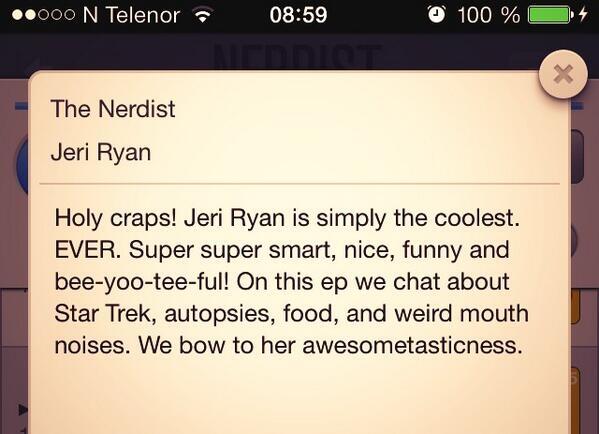 N Telenor 08:59 100 %
NERDIST
The Nerdist
Jeri Ryan
Holy craps! Jeri Ryan is simply the coolest.
EVER. Super super smart, nice, funny and
bee-yoo-tee-ful! On this ep we chat about
Star Trek, autopsies, food, and weird mouth
noises. We bow to her awesometasticness.